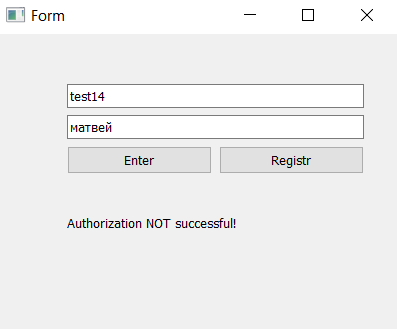 Form
test14
матвей
Enter Registr
Authorization NOT successful!